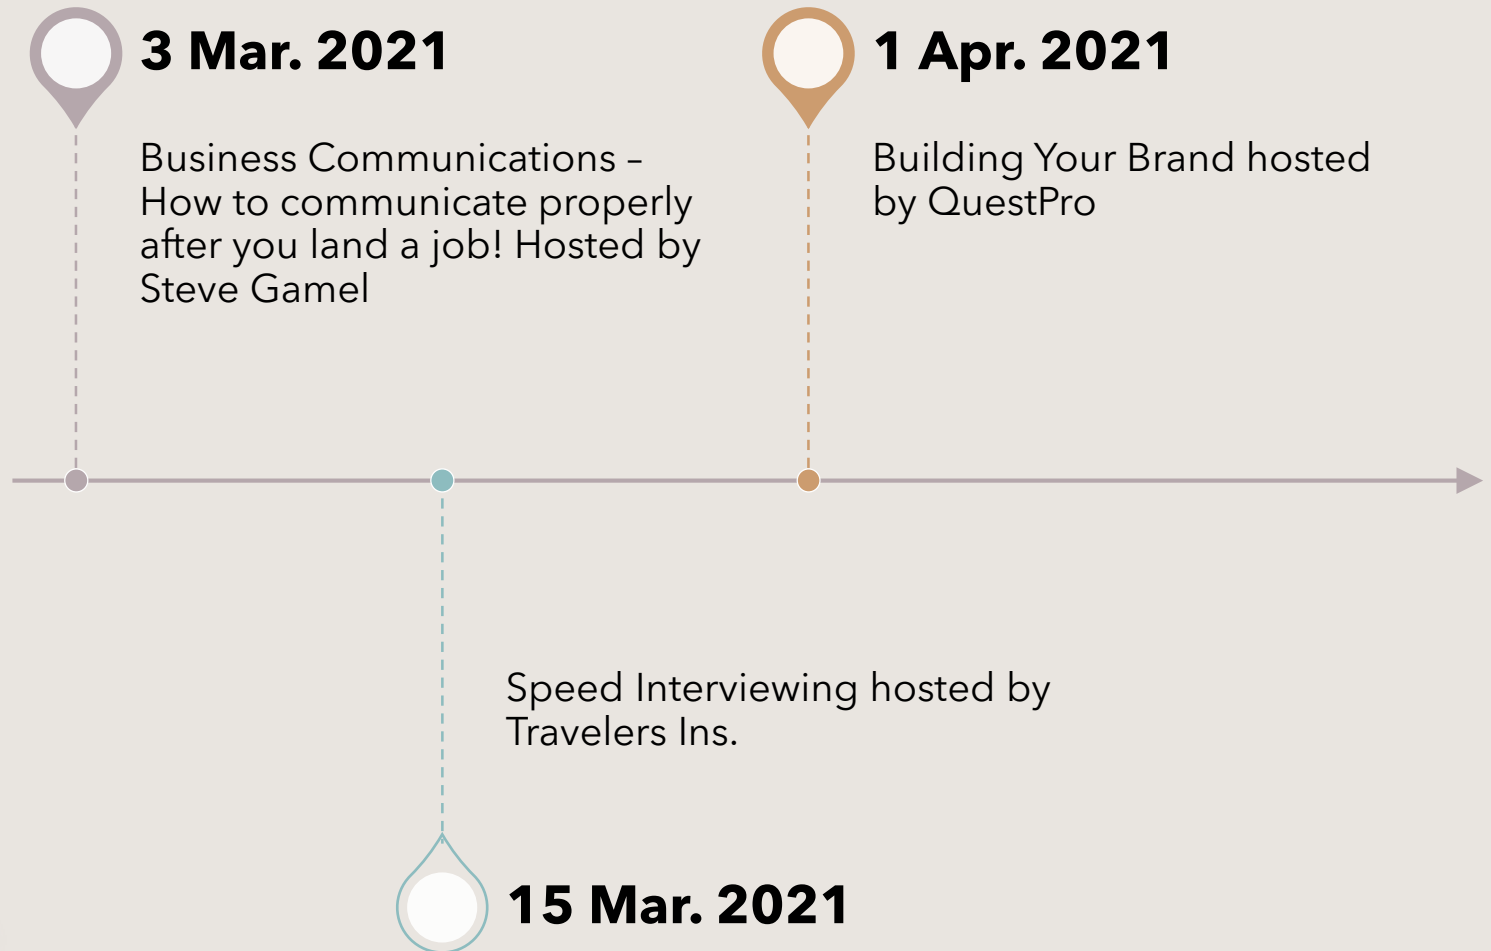 3 Mar. 2021
Business Communications –
How to communicate properly
after you land a job! Hosted by
Steve Gamel
1 Apr. 2021
Building Your Brand hosted
by QuestPro
Speed Interviewing hosted by
Travelers Ins.
15 Mar. 2021